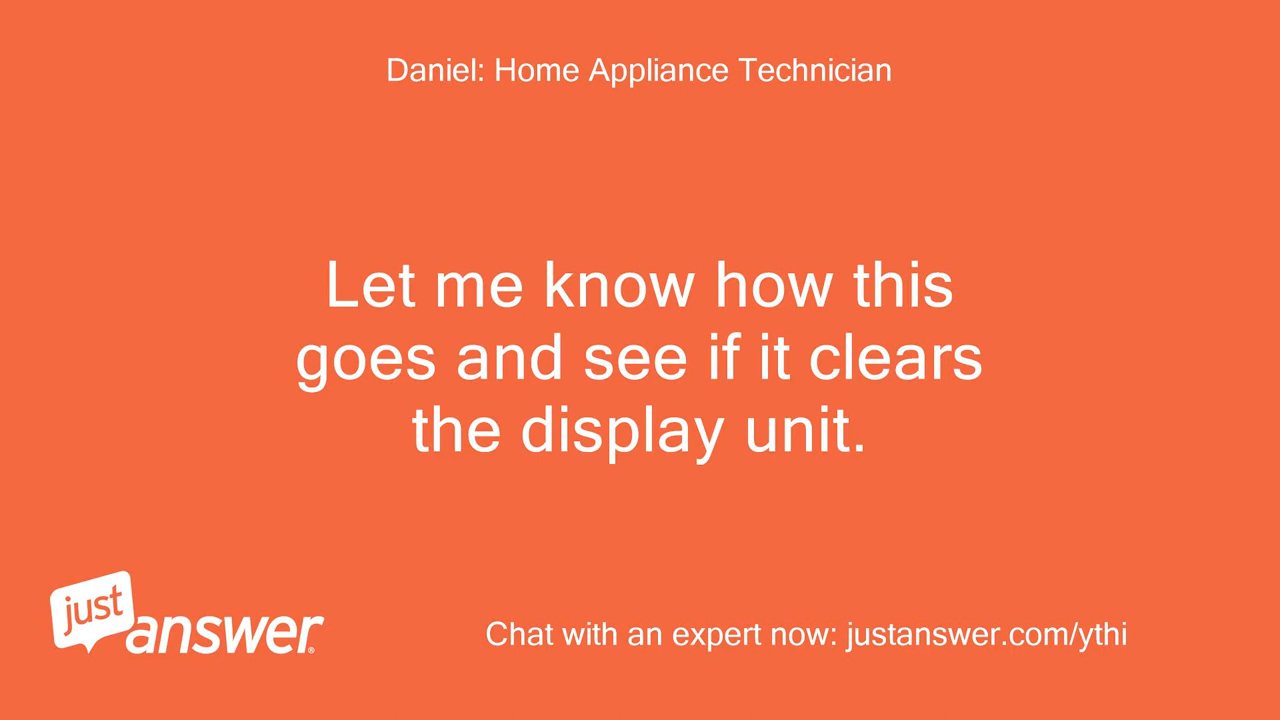 Daniel: Home Appliance Technician
Let me know how this
goes and see if it clears
the display unit.
just
answer®
Chat with an expert now: justanswer.com/ythi